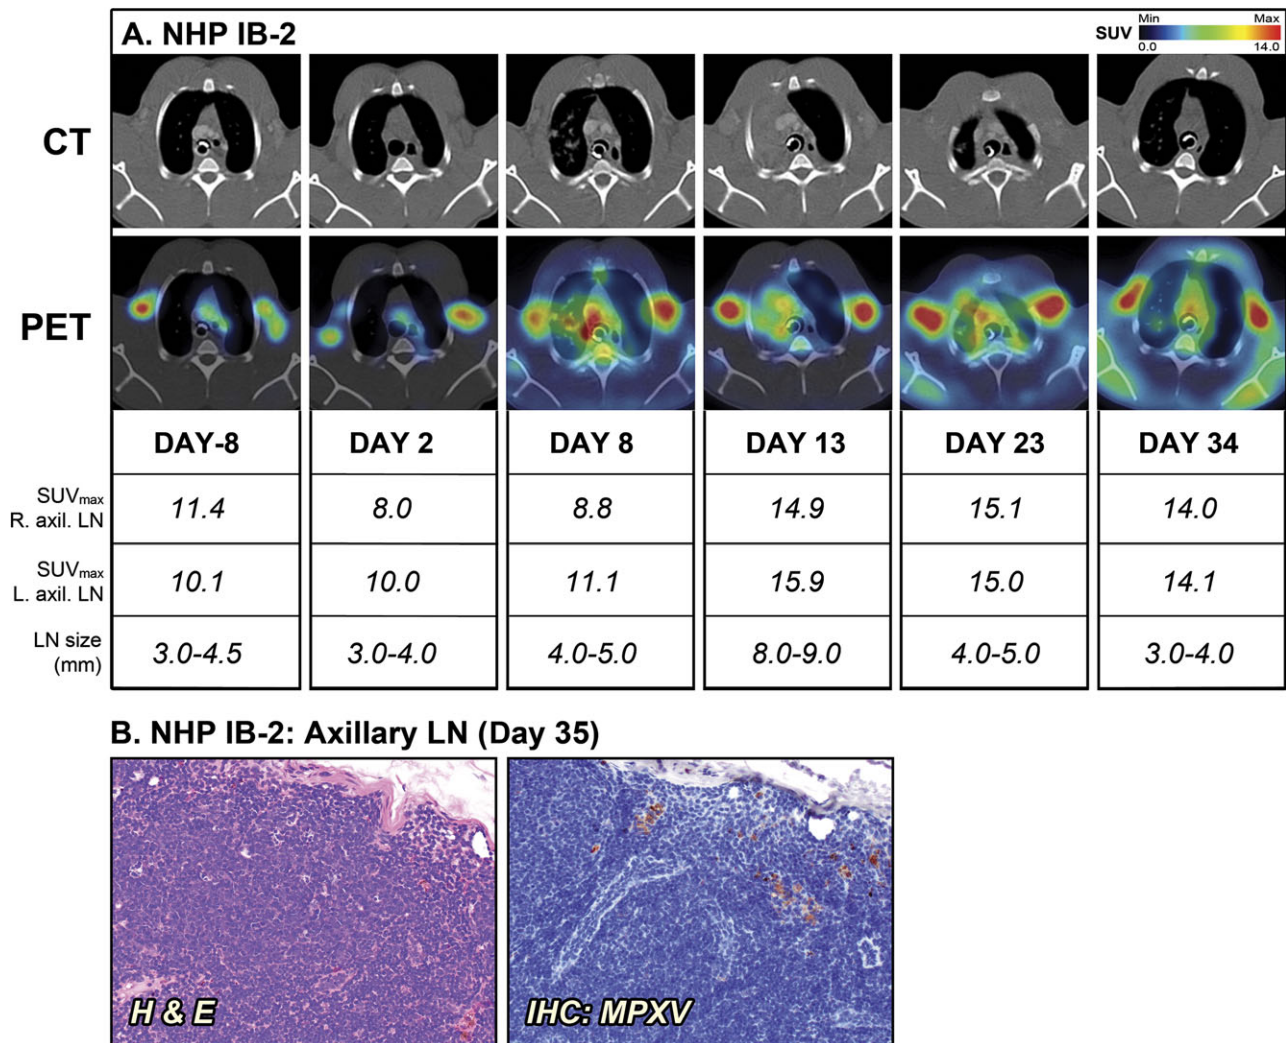 A. NHP IB-2
SUV
Min Max
0.0 14.0
CT
PET
DAY-8 DAY 2 DAY 8 DAY 13 DAY 23 DAY 34
SUVmax
R. axil. LN
11.4 8.0 8.8 14.9 15.1 14.0
SUVmax
L. axil. LN
10.1 10.0 11.1 15.9 15.0 14.1
LN size
(mm)
3.0-4.5 3.0-4.0 4.0-5.0 8.0-9.0 4.0-5.0 3.0-4.0
B. NHP IB-2: Axillary LN (Day 35)
H & E
IHC: MPXV